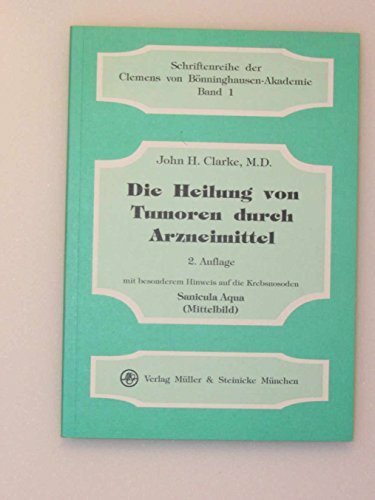 Schriftenreihe der
Clemens von Bönninghausen-Akademie
Band 1
John H. Clarke, M.D.
Die Heilung von
Tumoren durch
Arzneimittel
2. Auflage
mit besonderem Hinweis auf die Krebsnosoden
Sanicula Aqua
(Mittelbild)
Verlag Müller & Steinicke München